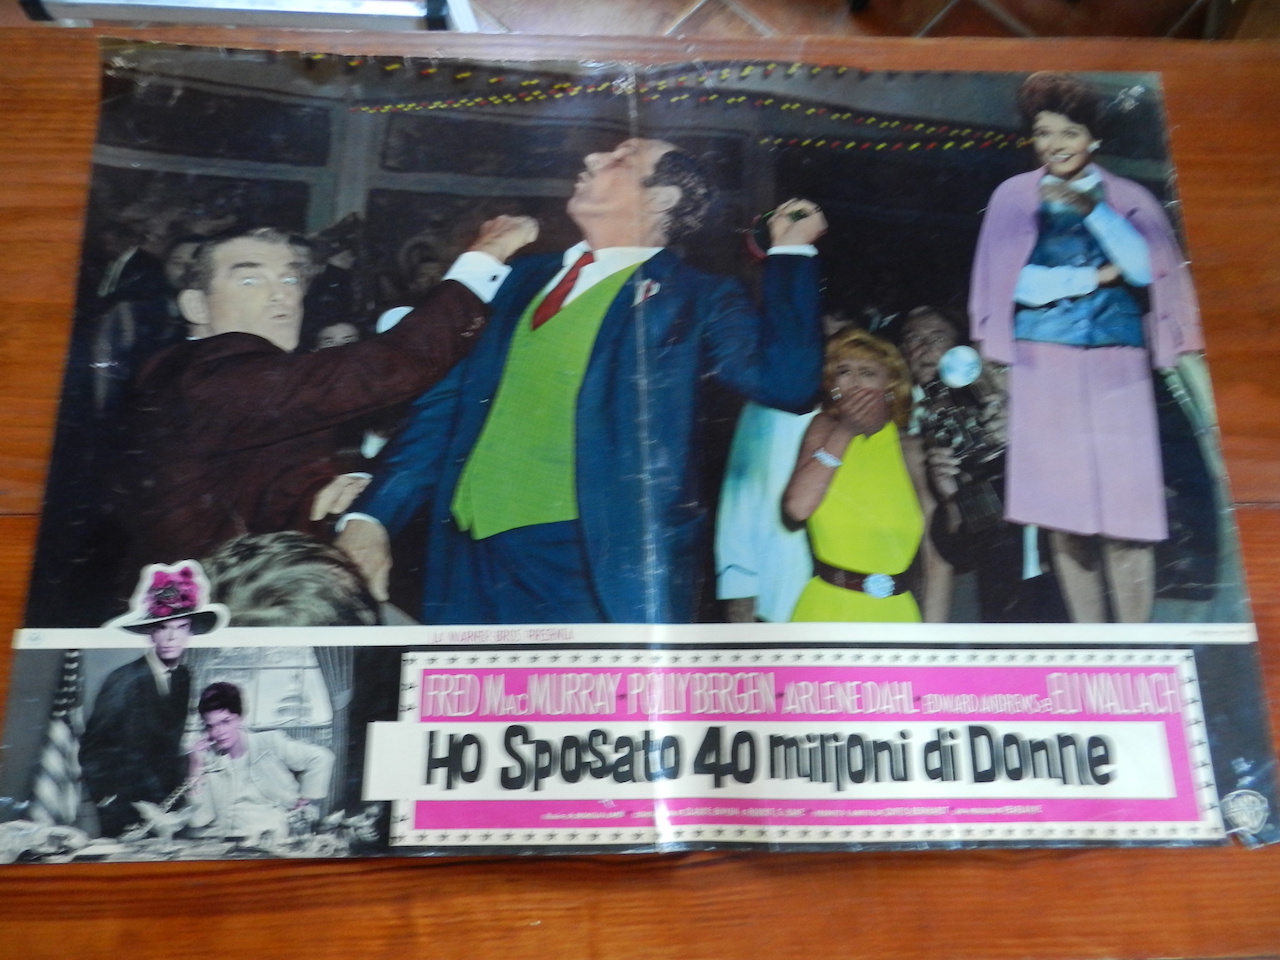 LA WARNER BROS. PRESENTA
FRED MacMURRAY - POLLY BERGEN - ARLENE DAHL - EDWARD ANDREWS e ELI WALLACH
Ho Sposato 40 milioni di Donne
WB